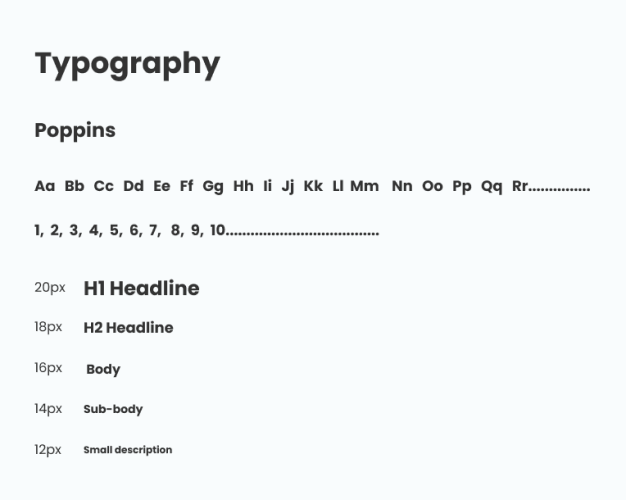 Typography
Poppins
Aa Bb Cc Dd Ee Ff Gg Hh Ii Jj Kk Ll Mm Nn Oo Pp Qq Rr...............
1, 2, 3, 4, 5, 6, 7, 8, 9, 10.....................................
20px H1 Headline
18px H2 Headline
16px Body
14px Sub-body
12px Small description